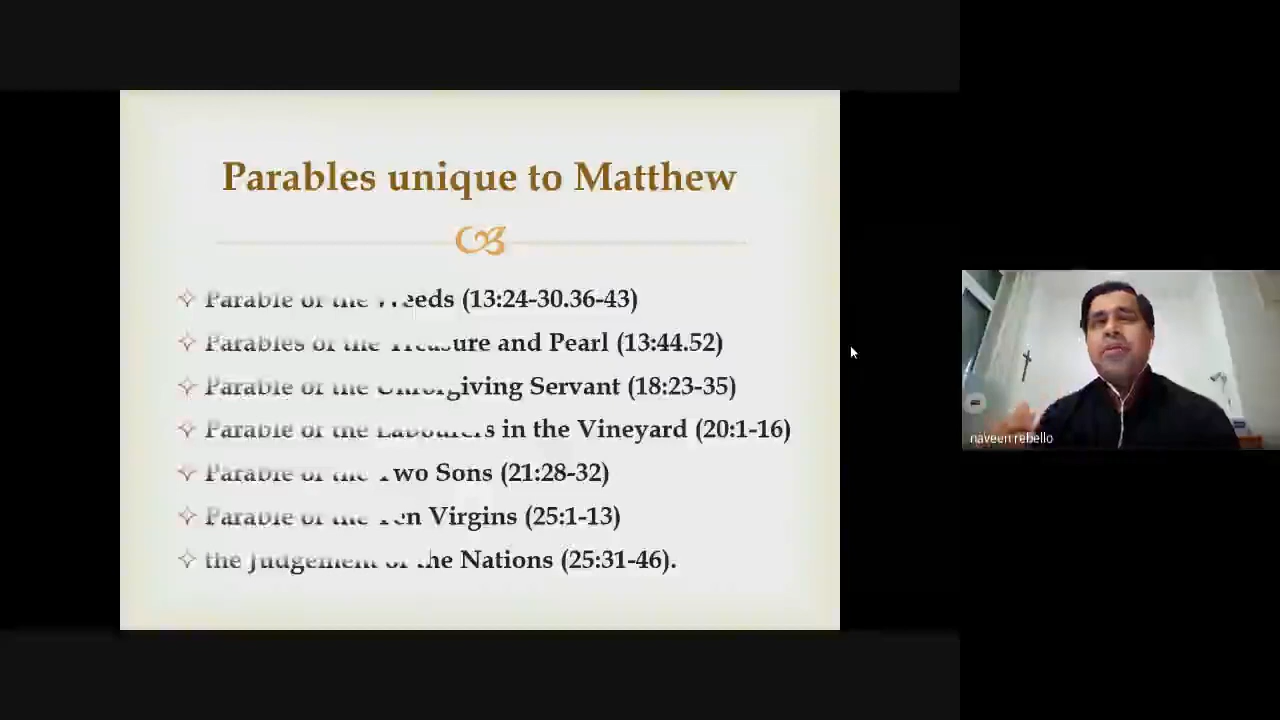 Parables unique to Matthew
Parable of the Weeds (13:24-30.36-43)
Parables of the Treasure and Pearl (13:44.52)
Parable of the Unforgiving Servant (18:23-35)
Parable of the Labourers in the Vineyard (20:1-16)
Parable of the Two Sons (21:28-32)
Parable of the Ten Virgins (25:1-13)
the Judgement of the Nations (25:31-46).
naveen rebello